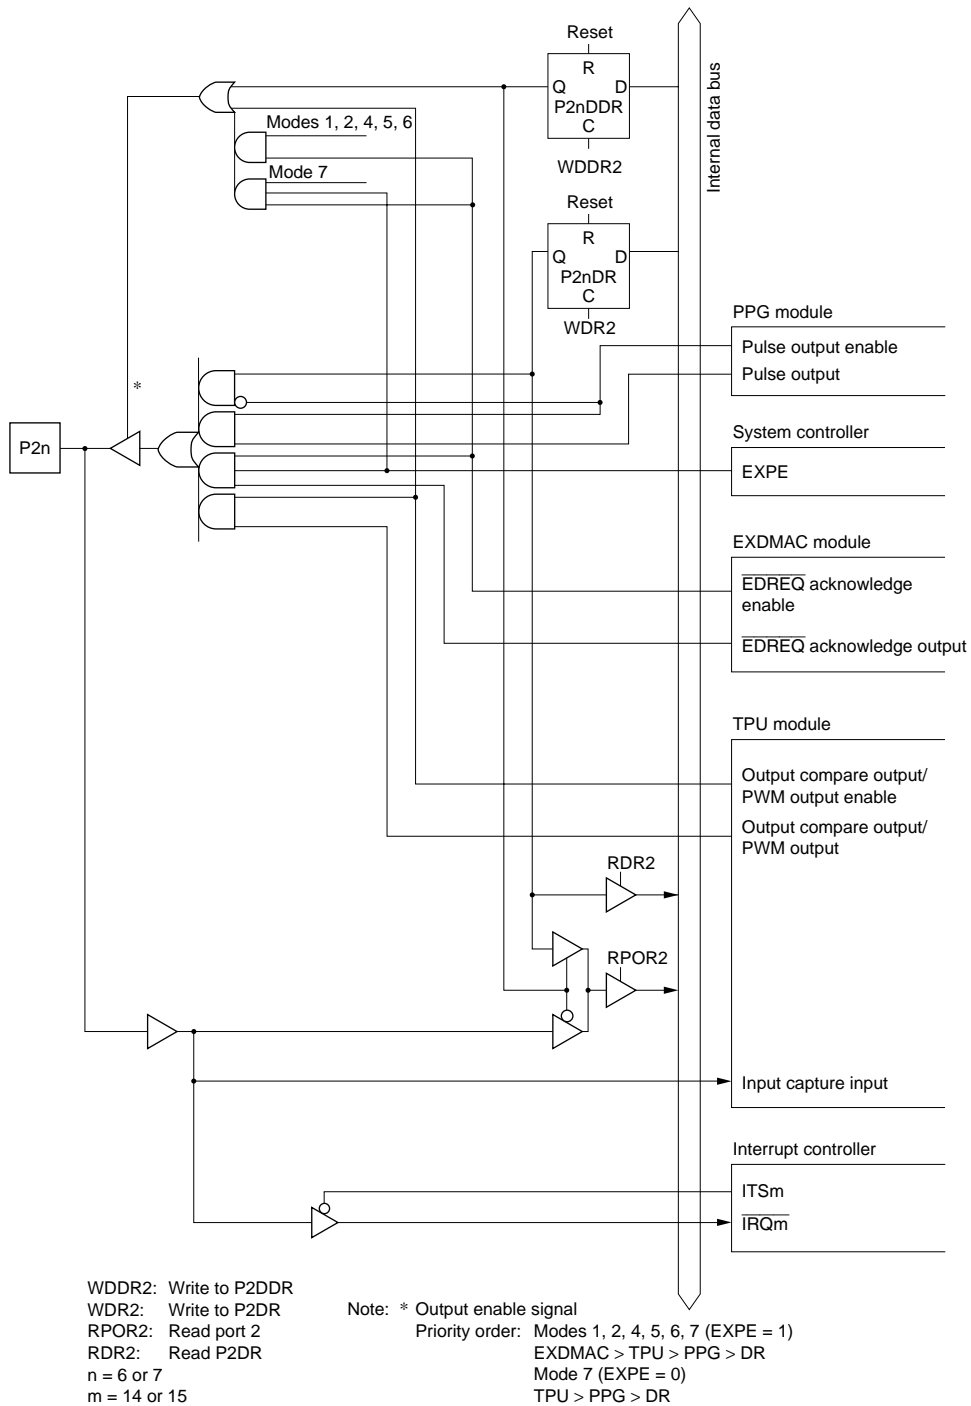 Reset
R
Q D
P2nDDR
C
WDDR2
Internal data bus
Modes 1, 2, 4, 5, 6
Mode 7
Reset
R
Q D
P2nDR
C
WDR2
PPG module
Pulse output enable
Pulse output
*
P2n
System controller
EXPE
EXDMAC module
EDREQ acknowledge
enable
EDREQ acknowledge output
TPU module
Output compare output/
PWM output enable
Output compare output/
PWM output
RDR2
RPOR2
Input capture input
Interrupt controller
ITSm
IRQm
WDDR2: Write to P2DDR
WDR2: Write to P2DR
RPOR2: Read port 2
RDR2: Read P2DR
n = 6 or 7
m = 14 or 15
Note: * Output enable signal
Priority order: Modes 1, 2, 4, 5, 6, 7 (EXPE = 1)
EXDMAC > TPU > PPG > DR
Mode 7 (EXPE = 0)
TPU > PPG > DR